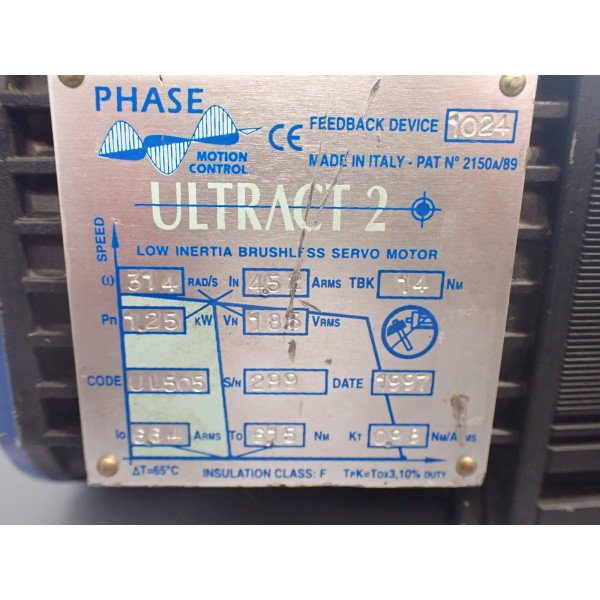 PHASE
MOTION
CONTROL
CE
FEEDBACK DEVICE 1024
MADE IN ITALY - PAT N° 2150A/89
ULTRACT 2
LOW INERTIA BRUSHLESS SERVO MOTOR
SPEED
ω 314 RAD/S IN ARMS TBK 14 NM
Pn 1.25 KW VN 185 VRMS
CODE UL505 S/N 299 DATE 1997
Io ARMS To NM KT NM/ARMS
ΔT=65°C INSULATION CLASS: F TPK=TOX3,10% DUTY